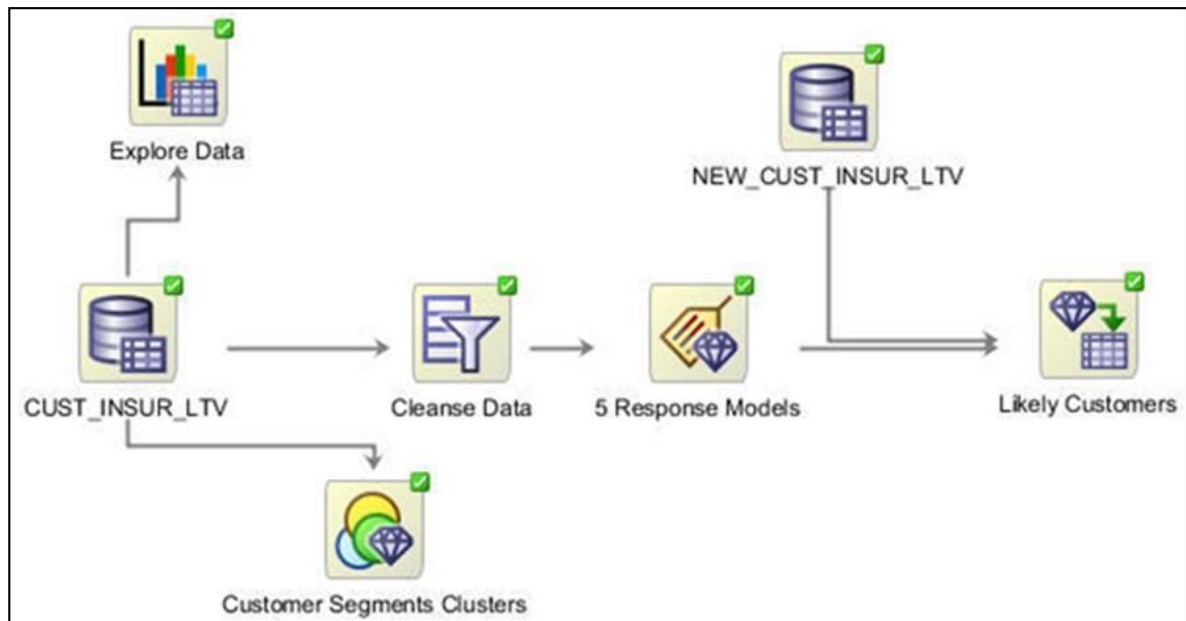 Explore Data
NEW_CUST_INSUR_LTV
CUST_INSUR_LTV
Cleanse Data
5 Response Models
Likely Customers
Customer Segments Clusters